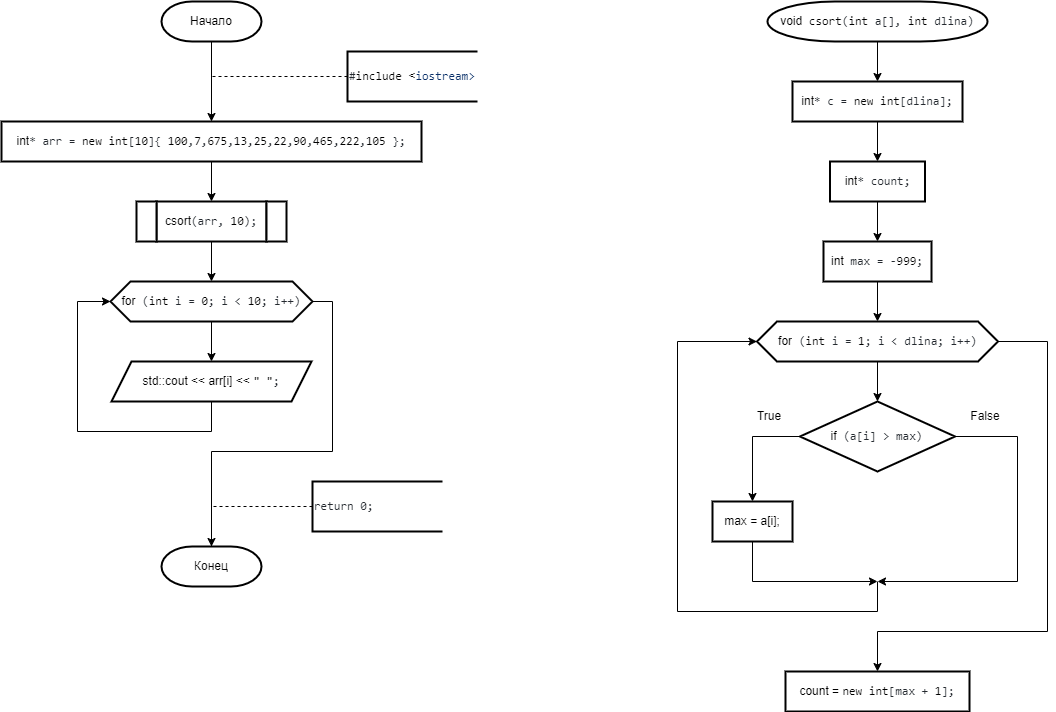 Начало
#include <iostream>
int* arr = new int[10]{ 100,7,675,13,25,22,90,465,222,105 };
csort(arr, 10);
for (int i = 0; i < 10; i++)
std::cout << arr[i] << " ";
return 0;
Конец
void csort(int a[], int dlina)
int* c = new int[dlina];
int* count;
int max = -999;
for (int i = 1; i < dlina; i++)
True
False
if (a[i] > max)
max = a[i];
count = new int[max + 1];